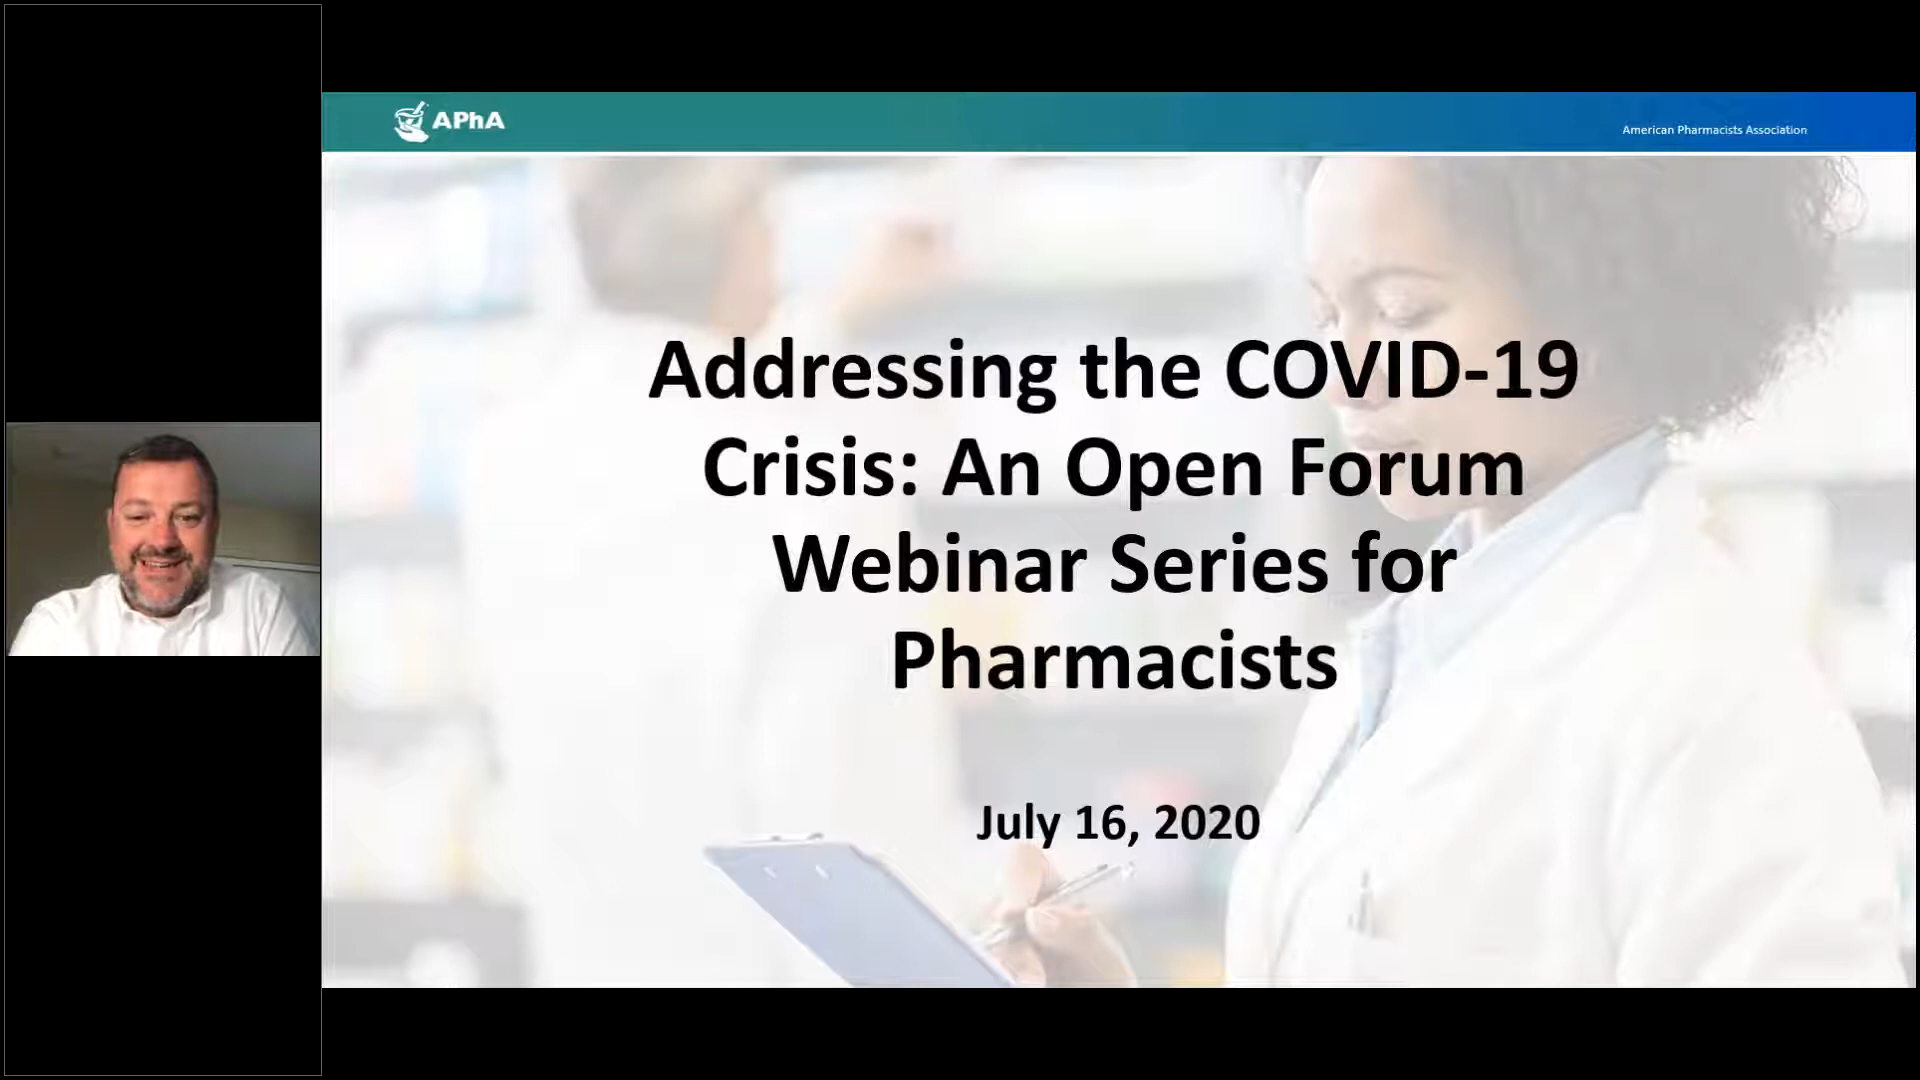 APhA
American Pharmacists Association
Addressing the COVID-19
Crisis: An Open Forum
Webinar Series for
Pharmacists
July 16, 2020